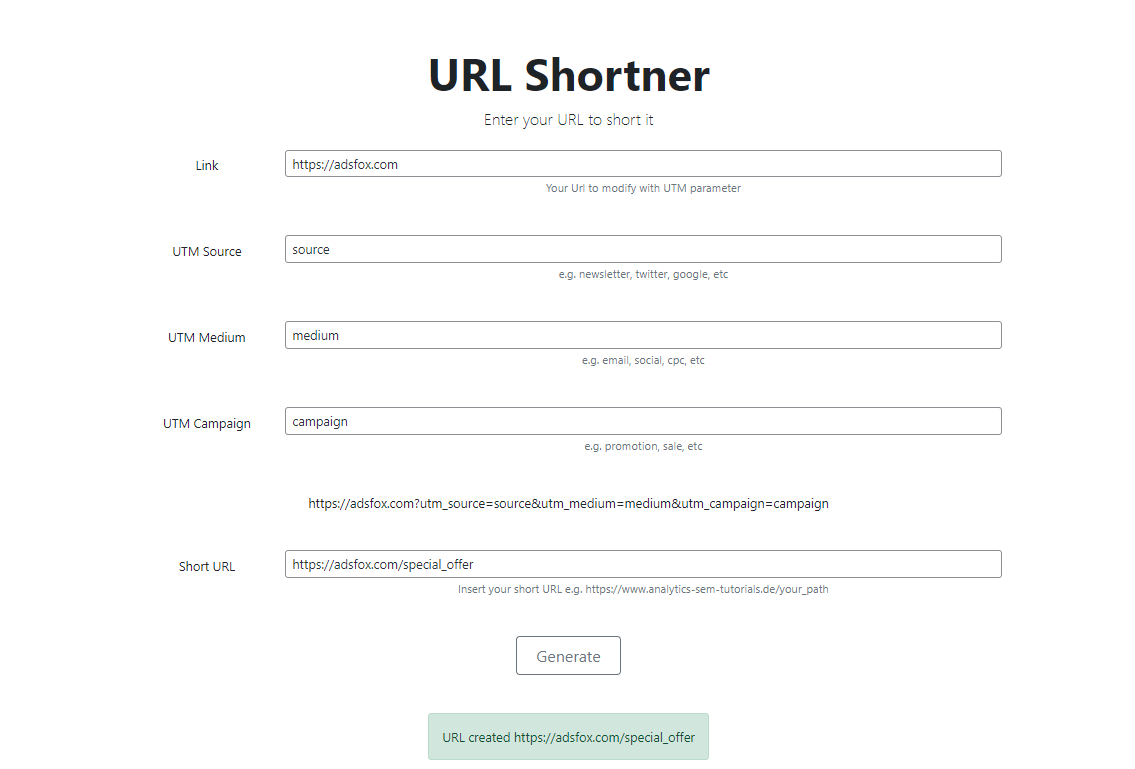 URL Shortner
Enter your URL to short it
Link
https://adsfox.com
Your Url to modify with UTM parameter
UTM Source
source
e.g. newsletter, twitter, google, etc
UTM Medium
medium
e.g. email, social, cpc, etc
UTM Campaign
campaign
e.g. promotion, sale, etc
https://adsfox.com?utm_source=source&utm_medium=medium&utm_campaign=campaign
Short URL
https://adsfox.com/special_offer
Insert your short URL e.g. https://www.analytics-sem-tutorials.de/your_path
Generate
URL created https://adsfox.com/special_offer